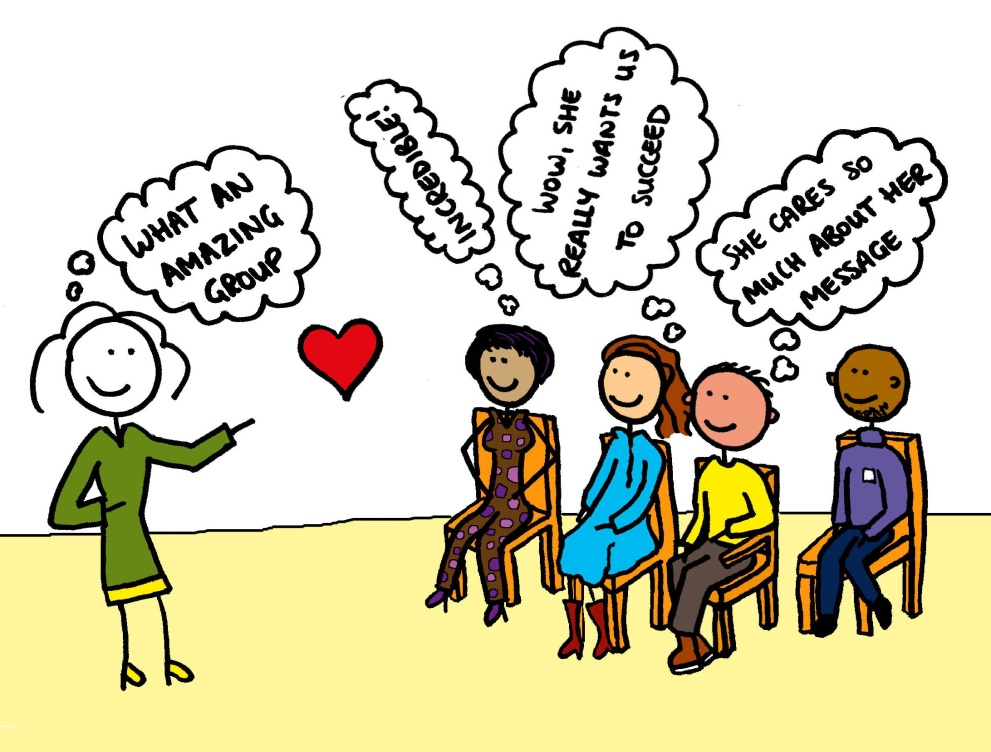 WHAT AN
AMAZING
GROUP
INCREDIBLE!
WOW, SHE
REALLY WANTS US
TO SUCCEED
SHE CARES SO
MUCH ABOUT HER
MESSAGE